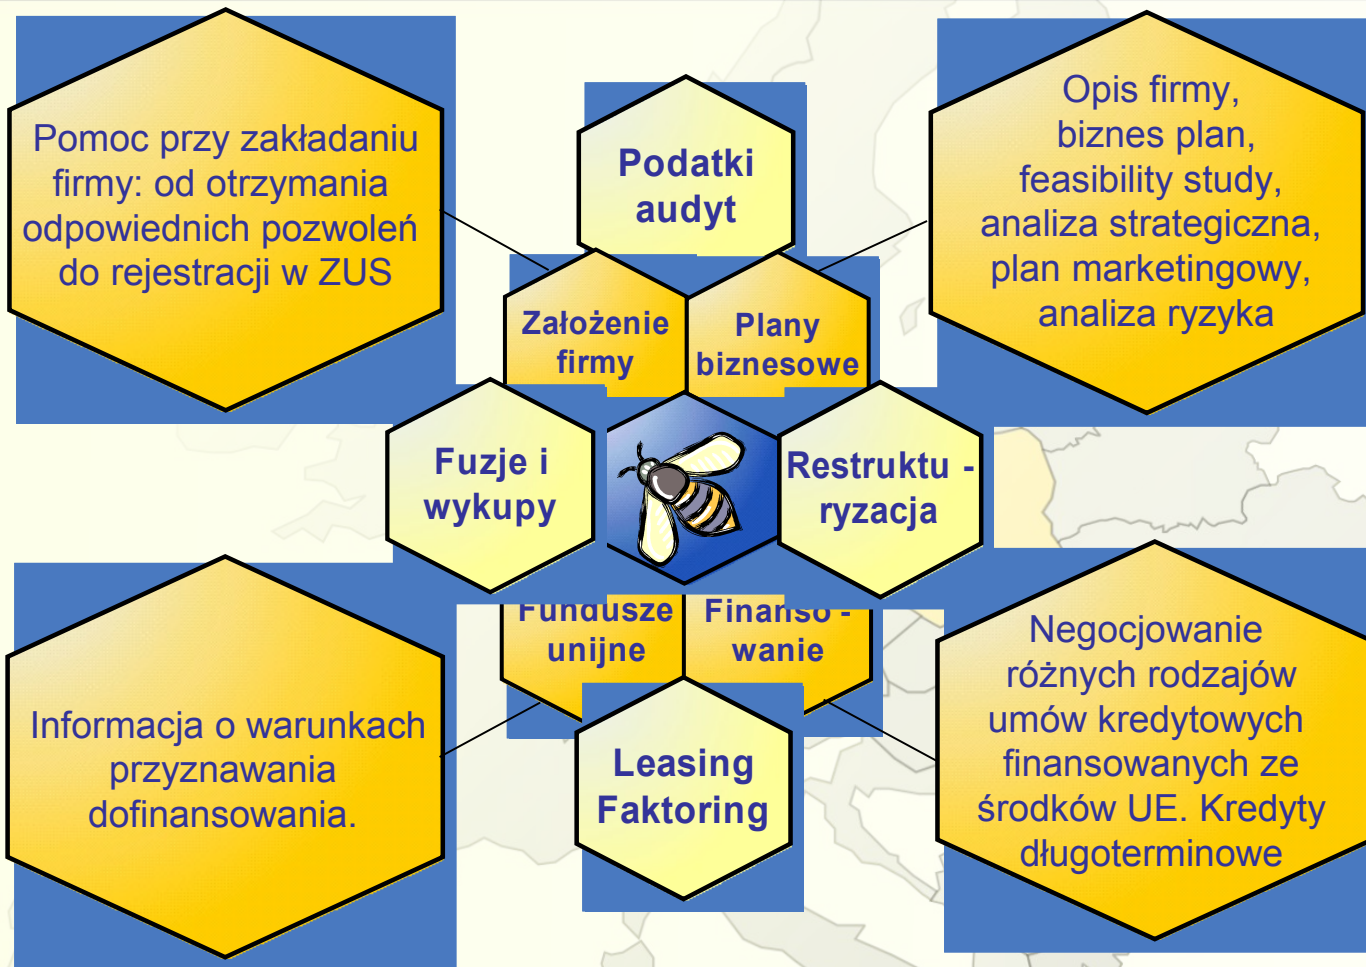 Pomoc przy zakładaniu
firmy: od otrzymania
odpowiednich pozwoleń
do rejestracji w ZUS
Podatki
audyt
Opis firmy,
biznes plan,
feasibility study,
analiza strategiczna,
plan marketingowy,
analiza ryzyka
Założenie
firmy
Plany
biznesowe
Fuzje i
wykupy
Restruktu -
ryzacja
Fundusze
unijne
Finanso -
wanie
Informacja o warunkach
przyznawania
dofinansowania.
Leasing
Faktoring
Negocjowanie
różnych rodzajów
umów kredytowych
finansowanych ze
środków UE. Kredyty
długoterminowe